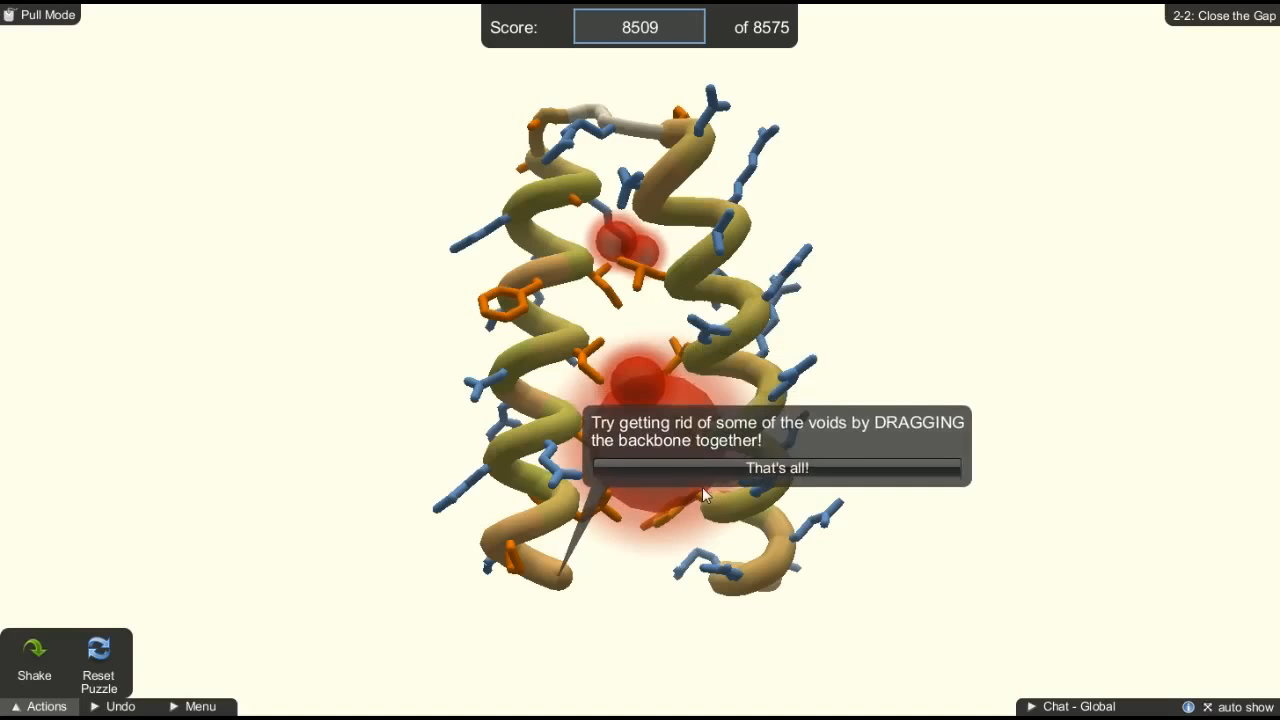 Pull Mode
Score: 8509 of 8575
2-2: Close the Gap
Try getting rid of some of the voids by DRAGGING
the backbone together!
That's all!
Shake
Reset
Puzzle
Actions
Undo
Menu
Chat - Global
auto show